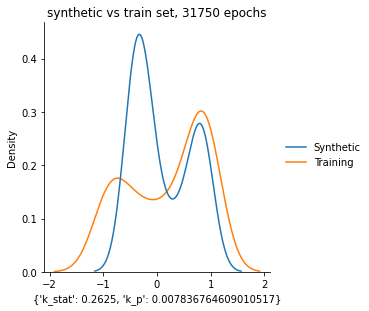 synthetic vs train set, 31750 epochs
0.4
0.3
0.2
0.1
0.0
Density
Synthetic
Training
−2
−1
0
1
2
{'k_stat': 0.2625, 'k_p': 0.007836764609010517}